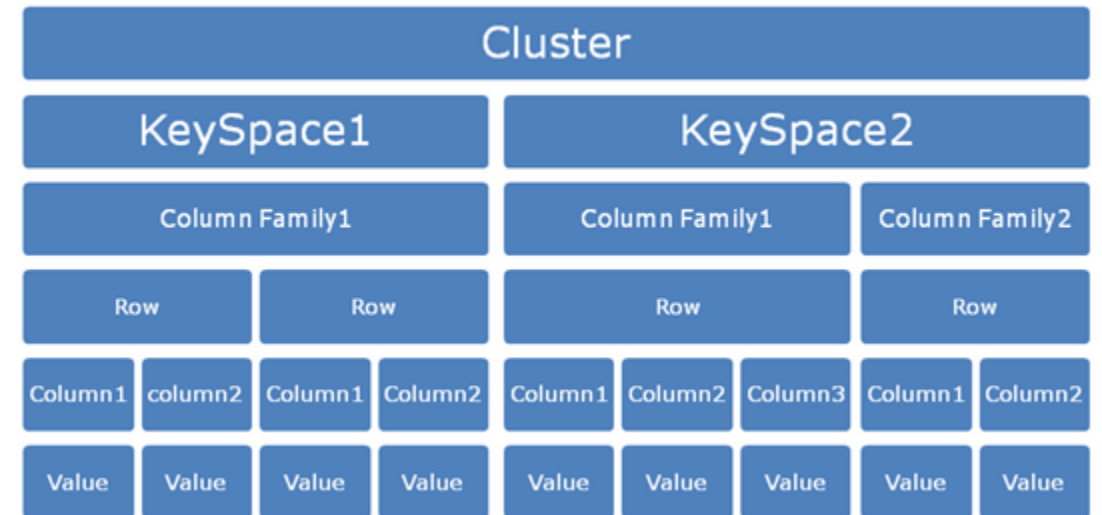 Cluster
KeySpace1 KeySpace2
Column Family1 Column Family1 Column Family2
Row Row Row Row
Column1 column2 Column1 Column2 Column1 Column2 Column3 Column1 Column2
Value Value Value Value Value Value Value Value Value